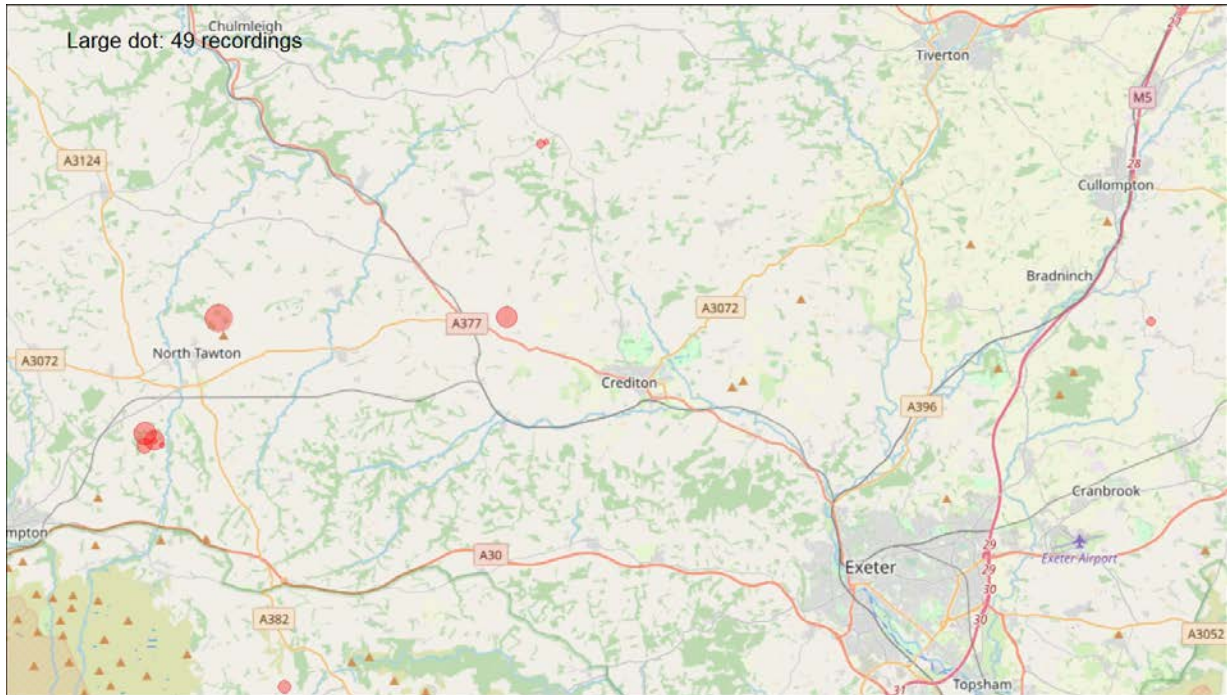 Chulmleigh
Large dot: 49 recordings
27
Tiverton
M5
A3124
28
Cullompton
Bradninch
A3072
A377
North Tawton
A3072
Crediton
A396
Cranbrook
mpton
29
A30
Exeter Airport
Exeter
29
30
A382
30
A3052
Topsham
31